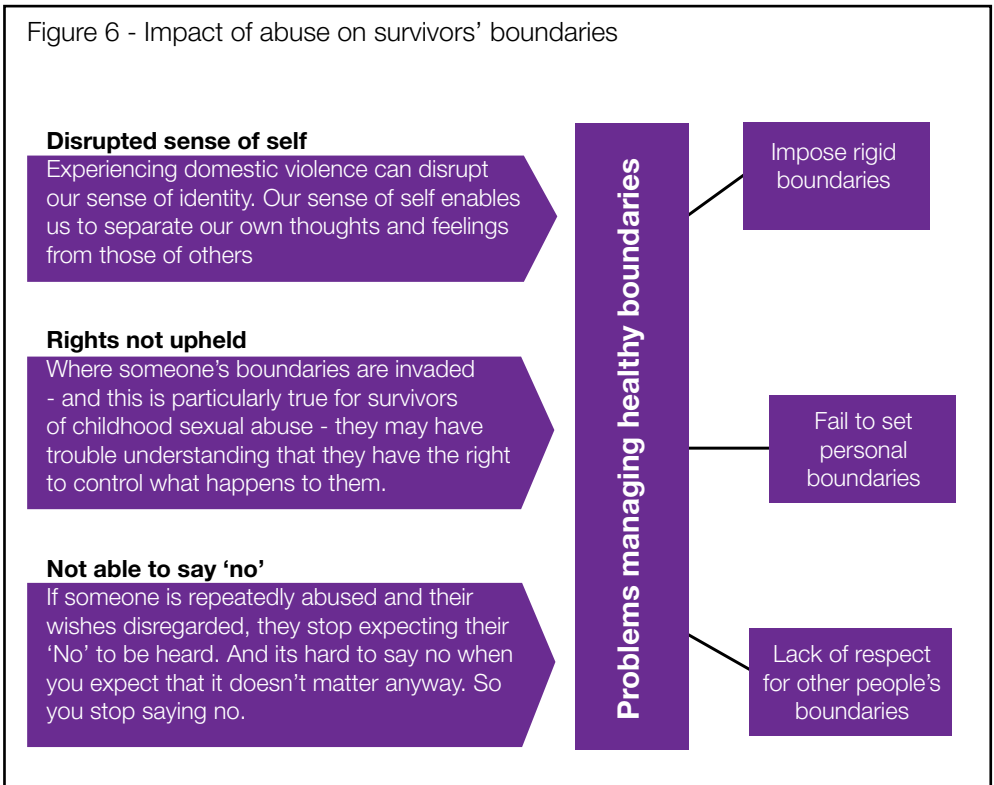 Figure 6 - Impact of abuse on survivors’ boundaries
Disrupted sense of self
Experiencing domestic violence can disrupt
our sense of identity. Our sense of self enables
us to separate our own thoughts and feelings
from those of others
Rights not upheld
Where someone’s boundaries are invaded
- and this is particularly true for survivors
of childhood sexual abuse - they may have
trouble understanding that they have the right
to control what happens to them.
Not able to say ‘no’
If someone is repeatedly abused and their
wishes disregarded, they stop expecting their
‘No’ to be heard. And its hard to say no when
you expect that it doesn’t matter anyway. So
you stop saying no.
Problems managing healthy boundaries
Impose rigid
boundaries
Fail to set
personal
boundaries
Lack of respect
for other people’s
boundaries